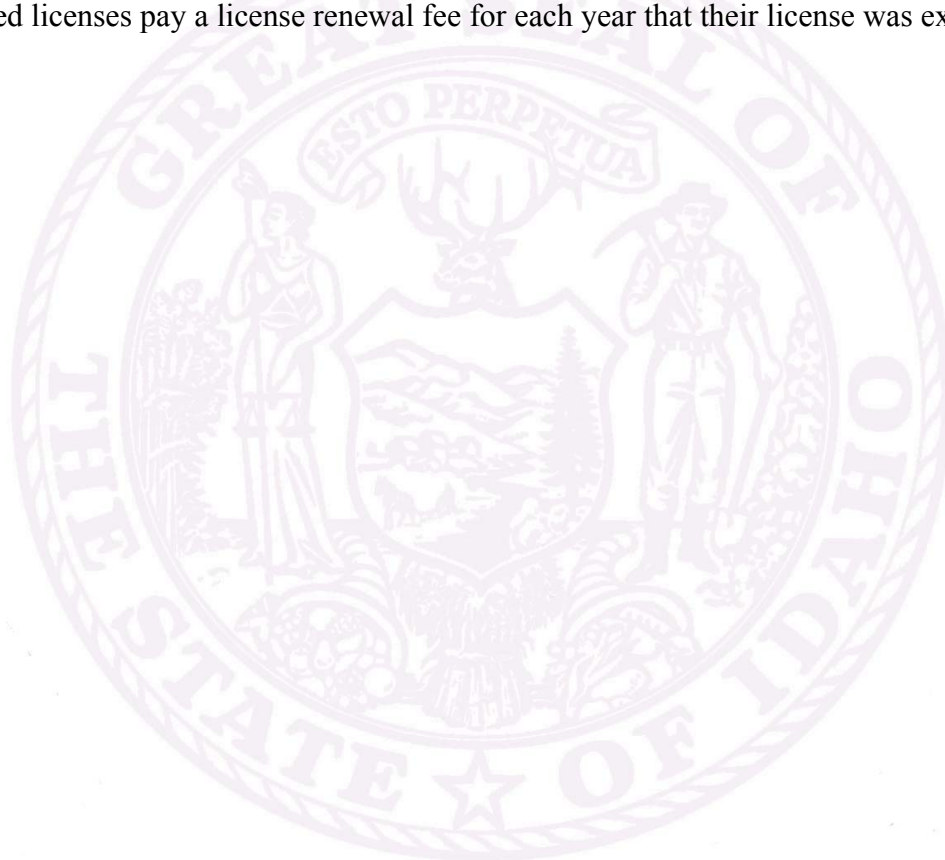 ed licenses pay a license renewal fee for each year that their license was ex
GREAT SEAL OF
ESTO PERPETUA
THE STATE ★ OF IDAHO